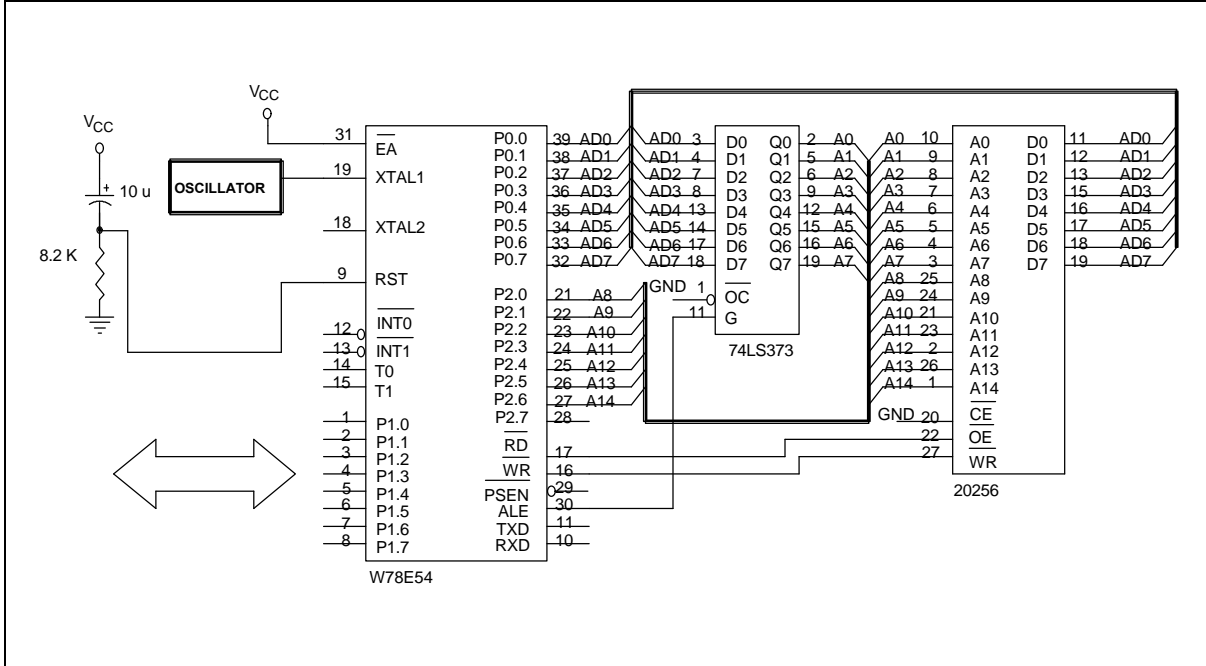 VCC
VCC
10 u
8.2 K
OSCILLATOR
31 EA
19 XTAL1
18 XTAL2
9 RST
12 INT0
13 INT1
14 T0
15 T1
1 P1.0
2 P1.1
3 P1.2
4 P1.3
5 P1.4
6 P1.5
7 P1.6
8 P1.7
P0.0 39 AD0
P0.1 38 AD1
P0.2 37 AD2
P0.3 36 AD3
P0.4 35 AD4
P0.5 34 AD5
P0.6 33 AD6
P0.7 32 AD7
P2.0 21 A8
P2.1 22 A9
P2.2 23 A10
P2.3 24 A11
P2.4 25 A12
P2.5 26 A13
P2.6 27 A14
P2.7 28
RD 17
WR 16
PSEN 29
ALE 30
TXD 11
RXD 10
W78E54
AD0 3 D0 Q0 2 A0
AD1 4 D1 Q1 5 A1
AD2 7 D2 Q2 6 A2
AD3 8 D3 Q3 9 A3
AD4 13 D4 Q4 12 A4
AD5 14 D5 Q5 15 A5
AD6 17 D6 Q6 16 A6
AD7 18 D7 Q7 19 A7
GND 1 OC
11 G
74LS373
A0 10 A0 D0 11 AD0
A1 9 A1 D1 12 AD1
A2 8 A2 D2 13 AD2
A3 7 A3 D3 15 AD3
A4 6 A4 D4 16 AD4
A5 5 A5 D5 17 AD5
A6 4 A6 D6 18 AD6
A7 3 A7 D7 19 AD7
A8 25 A8
A9 24 A9
A10 21 A10
A11 23 A11
A12 2 A12
A13 26 A13
A14 1 A14
GND 20 CE
22 OE
27 WR
20256